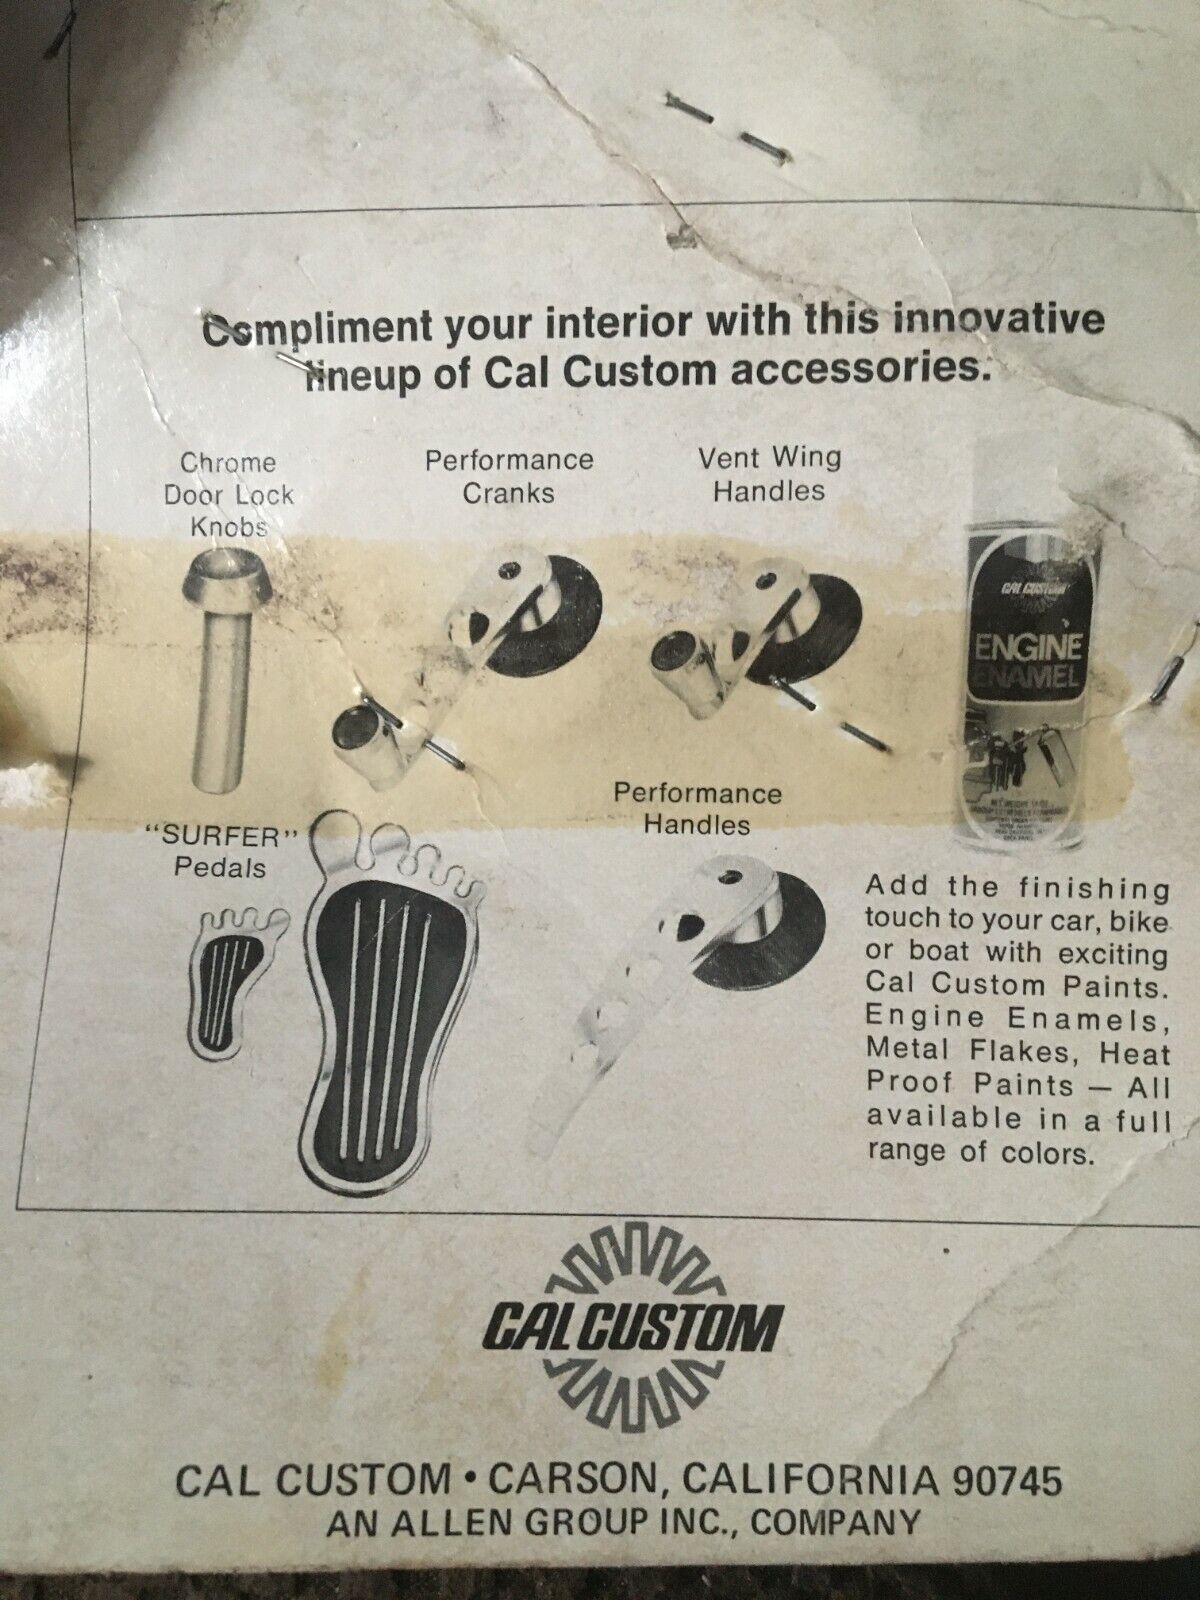 Compliment your interior with this innovative
lineup of Cal Custom accessories.
Chrome
Door Lock
Knobs
Performance
Cranks
Vent Wing
Handles
CAL CUSTOM
ENGINE
ENAMEL
"SURFER"
Pedals
Performance
Handles
Add the finishing
touch to your car, bike
or boat with exciting
Cal Custom Paints.
Engine Enamels,
Metal Flakes, Heat
Proof Paints — All
available in a full
range of colors.
CAL CUSTOM
CAL CUSTOM • CARSON, CALIFORNIA 90745
AN ALLEN GROUP INC., COMPANY